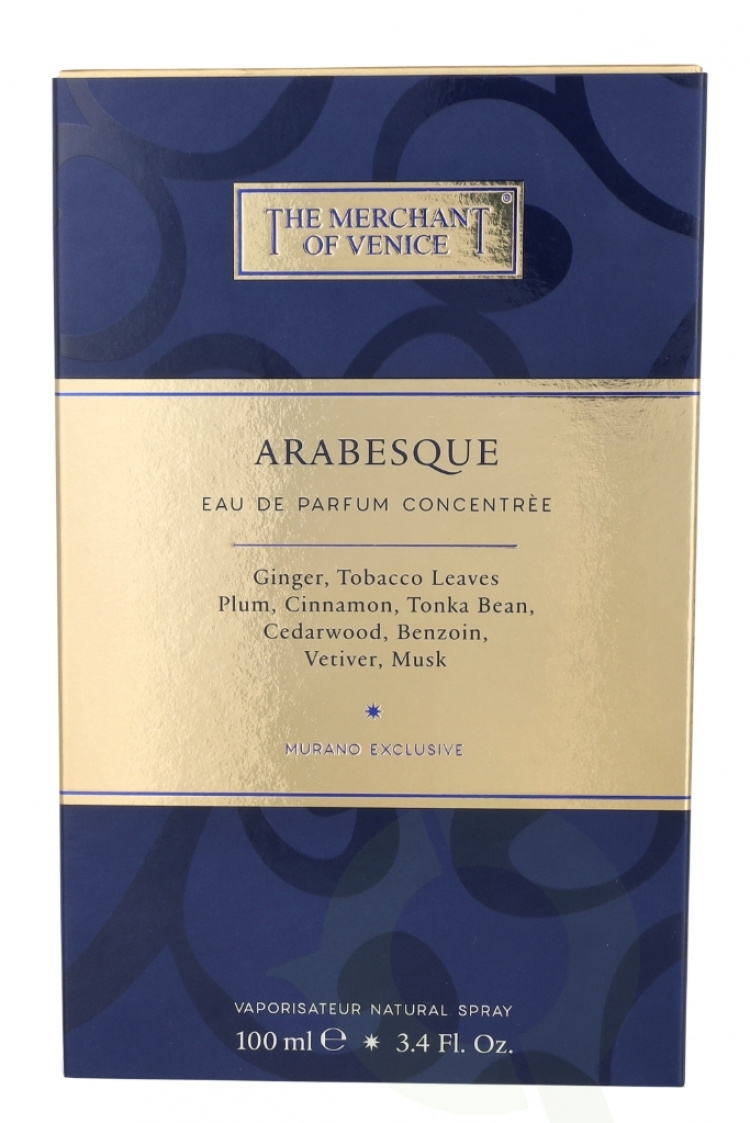 THE MERCHANT
OF VENICE
®
ARABESQUE
EAU DE PARFUM CONCENTRÈE
Ginger, Tobacco Leaves
Plum, Cinnamon, Tonka Bean,
Cedarwood, Benzoin,
Vetiver, Musk
MURANO EXCLUSIVE
VAPORISATEUR NATURAL SPRAY
100 ml ℮ ✷ 3.4 Fl. Oz.